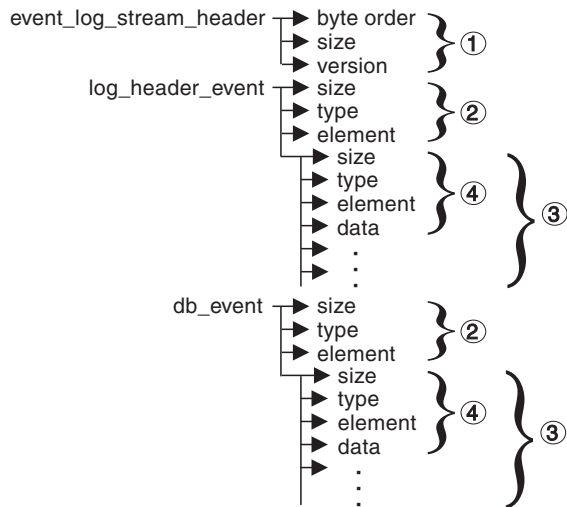 event_log_stream_header byte order
size ①
version
log_header_event size
type ②
element
size
type
element ④ ③
data
db_event size
type ②
element
size
type
element ④
data ③